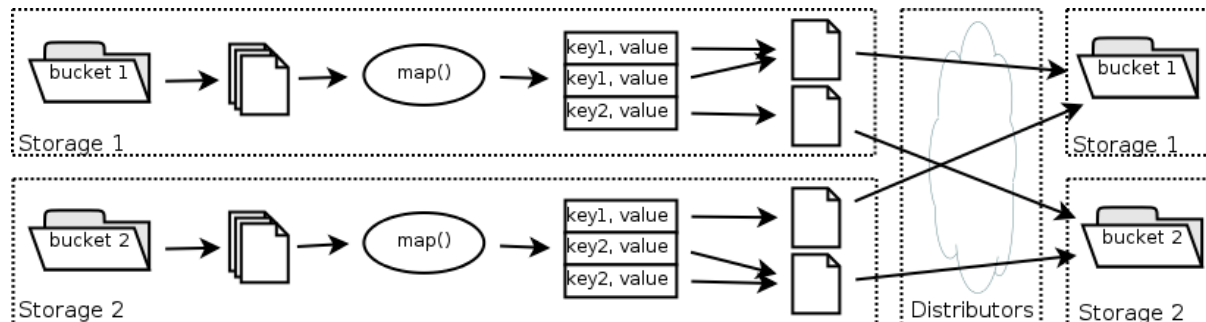 bucket 1
map()
key1, value
key1, value
key2, value
Storage 1
bucket 1
Storage 1
bucket 2
map()
key1, value
key2, value
key2, value
Storage 2
Distributors
bucket 2
Storage 2